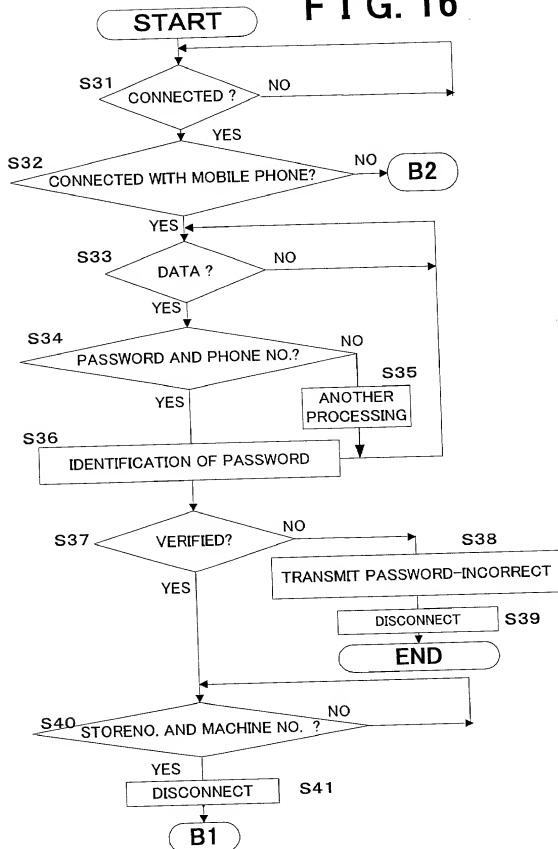 FIG. 16
START
S31
CONNECTED ?
NO
YES
S32
CONNECTED WITH MOBILE PHONE?
NO
B2
YES
S33
DATA ?
NO
YES
S34
PASSWORD AND PHONE NO.?
NO
S35
ANOTHER
PROCESSING
YES
S36
IDENTIFICATION OF PASSWORD
S37
VERIFIED?
NO
S38
TRANSMIT PASSWORD-INCORRECT
YES
DISCONNECT
S39
END
S40
STORENO. AND MACHINE NO. ?
NO
YES
DISCONNECT
S41
B1